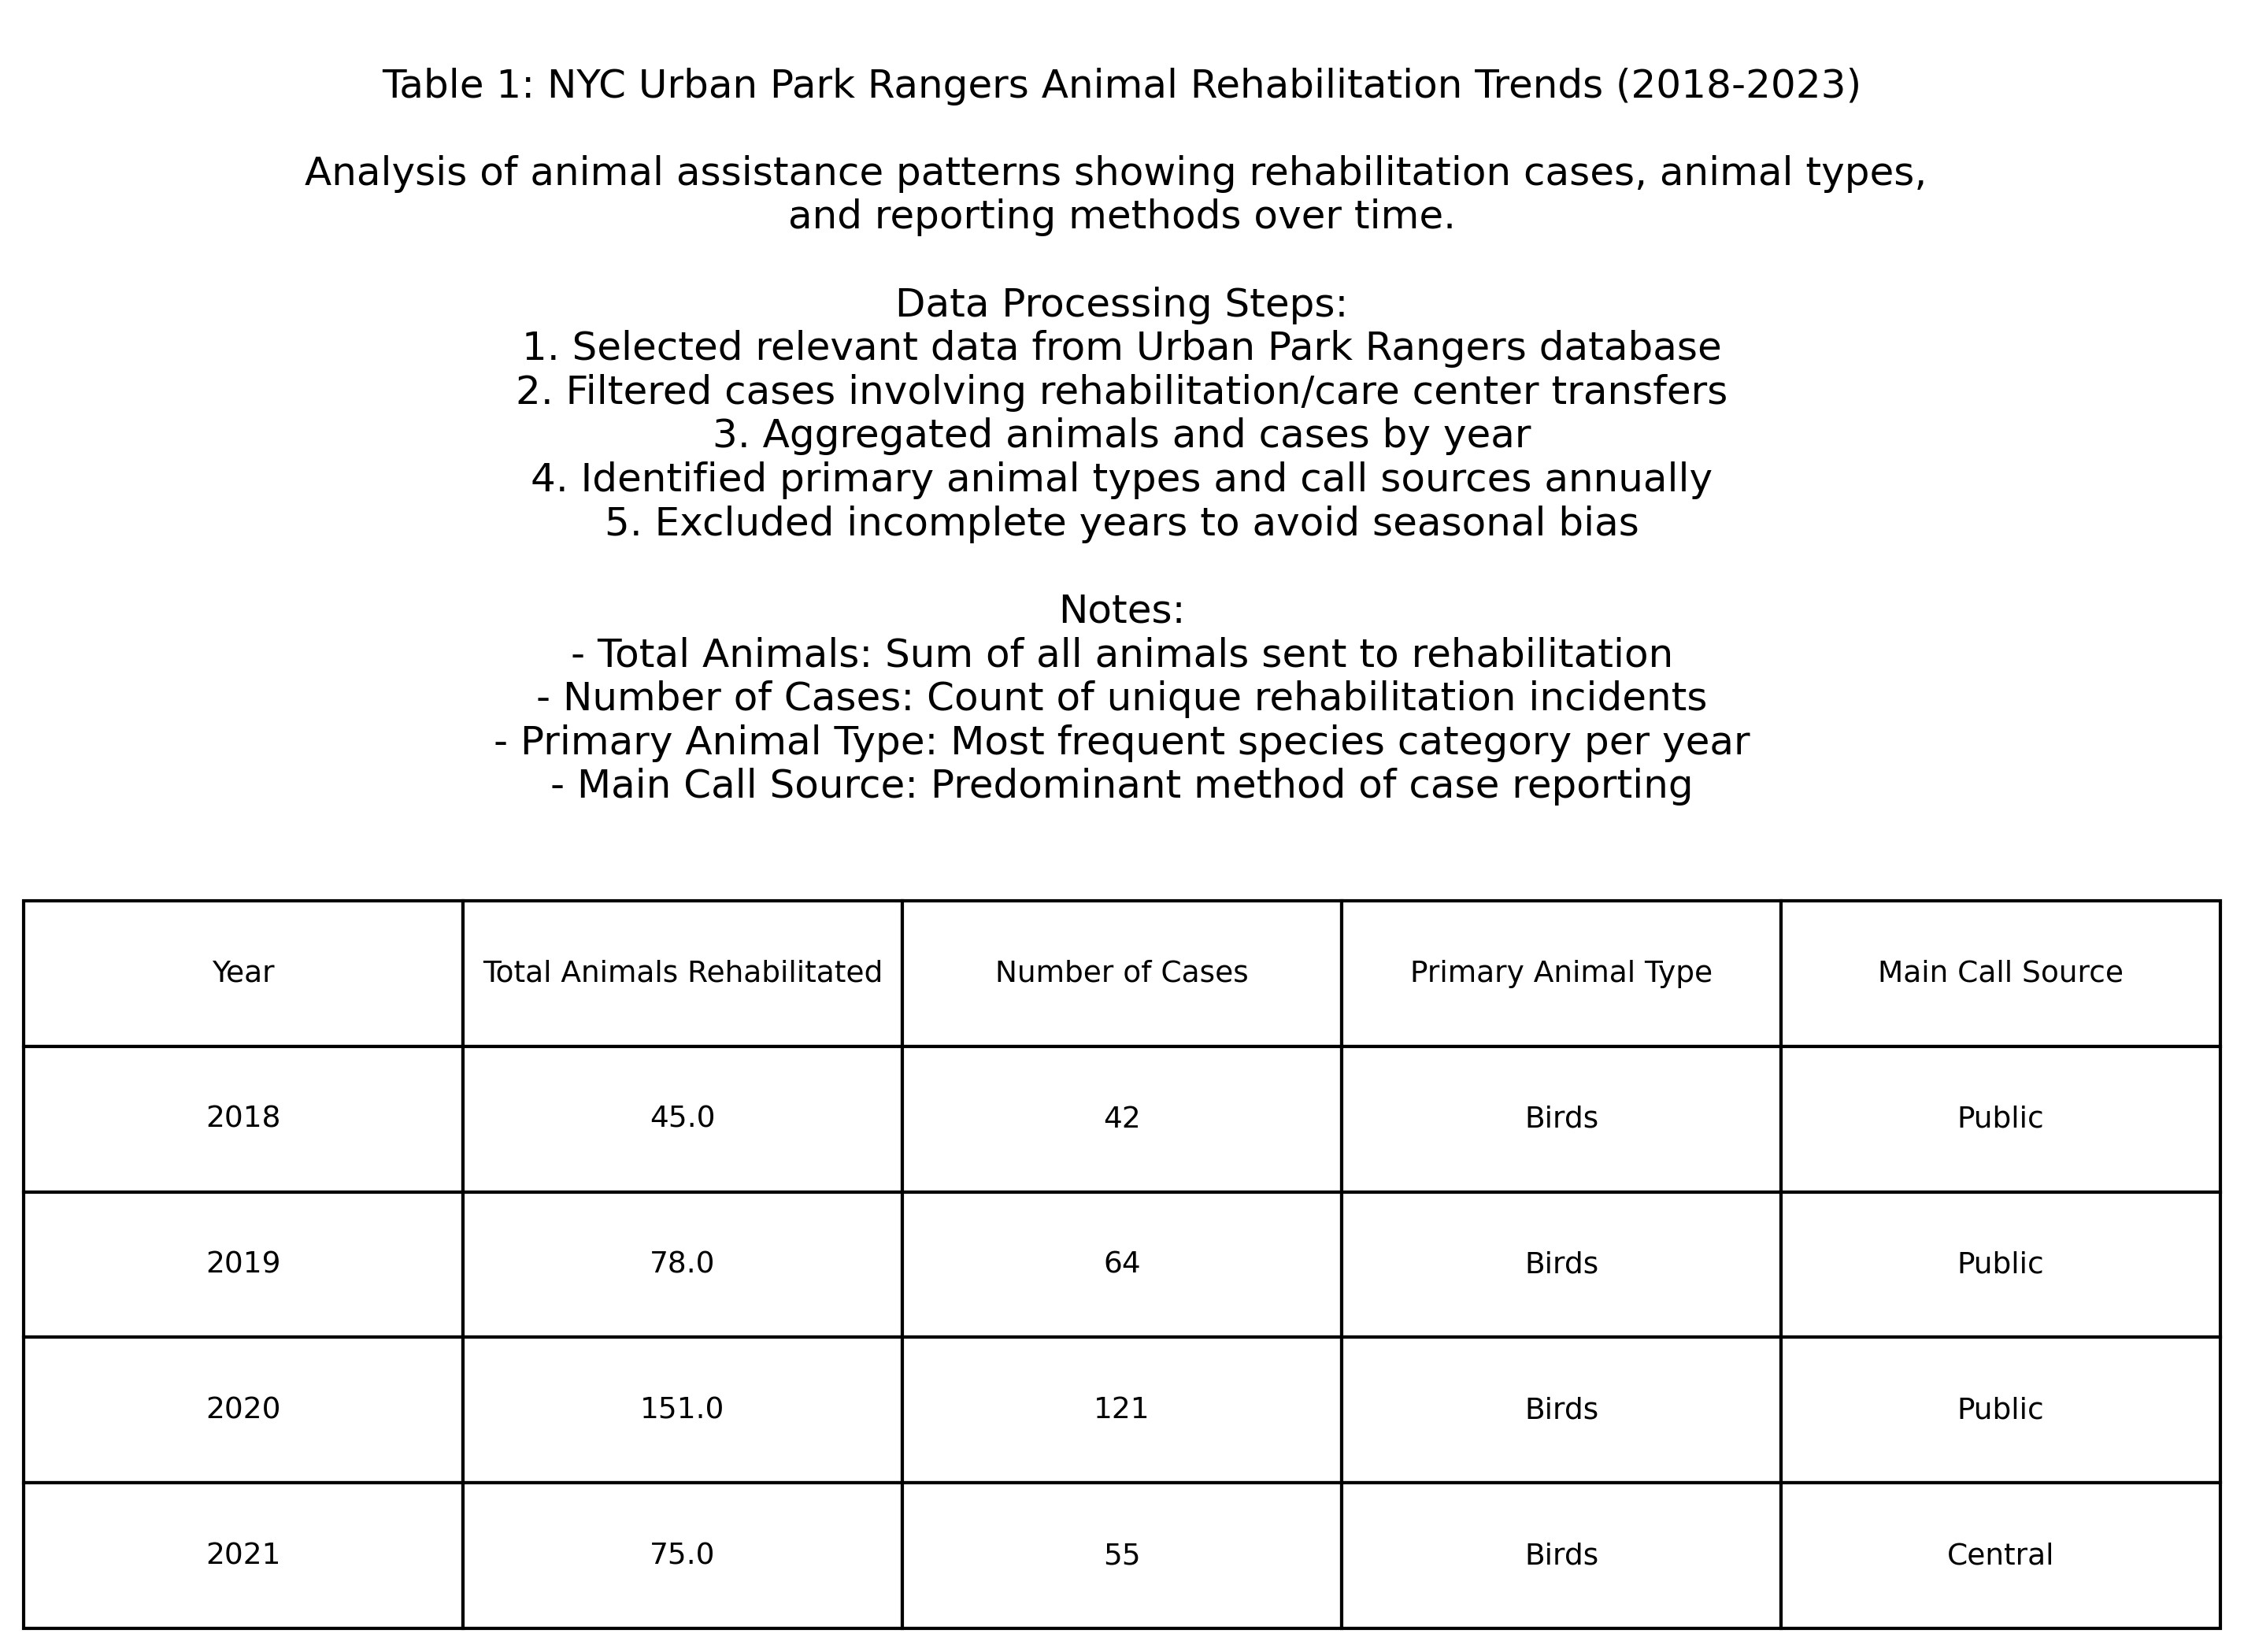 Table 1: NYC Urban Park Rangers Animal Rehabilitation Trends (2018-2023)
Analysis of animal assistance patterns showing rehabilitation cases, animal types,
and reporting methods over time.
Data Processing Steps:
1. Selected relevant data from Urban Park Rangers database
2. Filtered cases involving rehabilitation/care center transfers
3. Aggregated animals and cases by year
4. Identified primary animal types and call sources annually
5. Excluded incomplete years to avoid seasonal bias
Notes:
- Total Animals: Sum of all animals sent to rehabilitation
- Number of Cases: Count of unique rehabilitation incidents
- Primary Animal Type: Most frequent species category per year
- Main Call Source: Predominant method of case reporting
Year Total Animals Rehabilitated Number of Cases Primary Animal Type Main Call Source
2018 45.0 42 Birds Public
2019 78.0 64 Birds Public
2020 151.0 121 Birds Public
2021 75.0 55 Birds Central